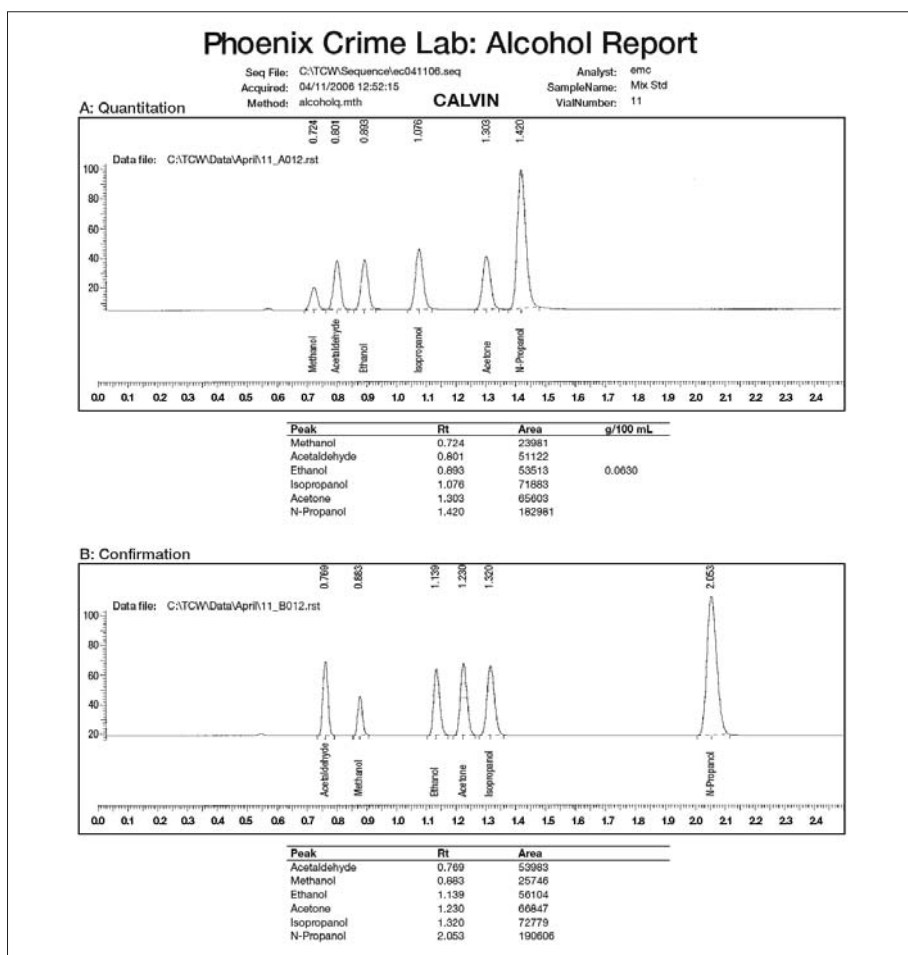 Phoenix Crime Lab: Alcohol Report
Seq File: C:\TCW\Sequence\ec041106.seq
Analyst: emc
Acquired: 04/11/2006 12:52:15
SampleName: Mix Std
Method: alcoholq.mth
CALVIN
VialNumber: 11
A: Quantitation
0.724 0.801 0.893 1.076 1.303 1.420
Data file: C:\TCW\Data\April\11_A012.rst
100
80
60
40
20
Methanol Acetaldehyde Ethanol Isopropanol Acetone N-Propanol
0.0 0.1 0.2 0.3 0.4 0.5 0.6 0.7 0.8 0.9 1.0 1.1 1.2 1.3 1.4 1.5 1.6 1.7 1.8 1.9 2.0 2.1 2.2 2.3 2.4
Peak Rt Area g/100 mL
Methanol 0.724 23981
Acetaldehyde 0.801 51122
Ethanol 0.893 53513 0.0630
Isopropanol 1.076 71883
Acetone 1.303 65603
N-Propanol 1.420 182981
B: Confirmation
0.769 0.883 1.139 1.230 1.320 2.053
Data file: C:\TCW\Data\April\11_B012.rst
100
80
60
40
20
Acetaldehyde Methanol Ethanol Acetone Isopropanol N-Propanol
0.0 0.1 0.2 0.3 0.4 0.5 0.6 0.7 0.8 0.9 1.0 1.1 1.2 1.3 1.4 1.5 1.6 1.7 1.8 1.9 2.0 2.1 2.2 2.3 2.4
Peak Rt Area
Acetaldehyde 0.769 53983
Methanol 0.883 25746
Ethanol 1.139 56104
Acetone 1.230 66847
Isopropanol 1.320 72779
N-Propanol 2.053 190606